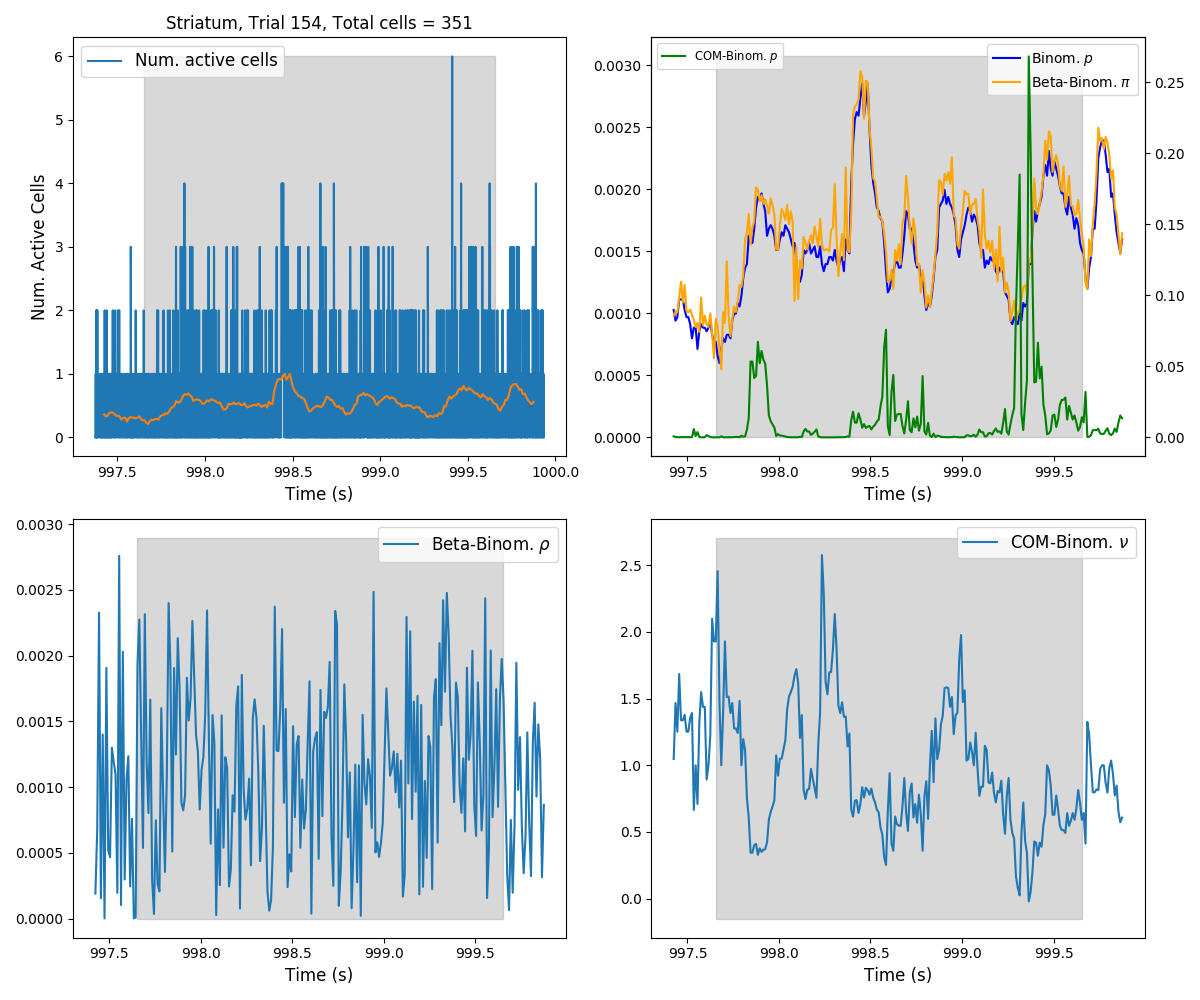 Striatum, Trial 154, Total cells = 351
Num. active cells
6
5
4
3
2
1
0
Num. Active Cells
997.5 998.0 998.5 999.0 999.5 1000.0
Time (s)
COM-Binom. p
Binom. p
Beta-Binom. π
0.0030
0.0025
0.0020
0.0015
0.0010
0.0005
0.0000
0.25
0.20
0.15
0.10
0.05
0.00
997.5 998.0 998.5 999.0 999.5
Time (s)
Beta-Binom. ρ
0.0030
0.0025
0.0020
0.0015
0.0010
0.0005
0.0000
997.5 998.0 998.5 999.0 999.5
Time (s)
COM-Binom. ν
2.5
2.0
1.5
1.0
0.5
0.0
997.5 998.0 998.5 999.0 999.5
Time (s)